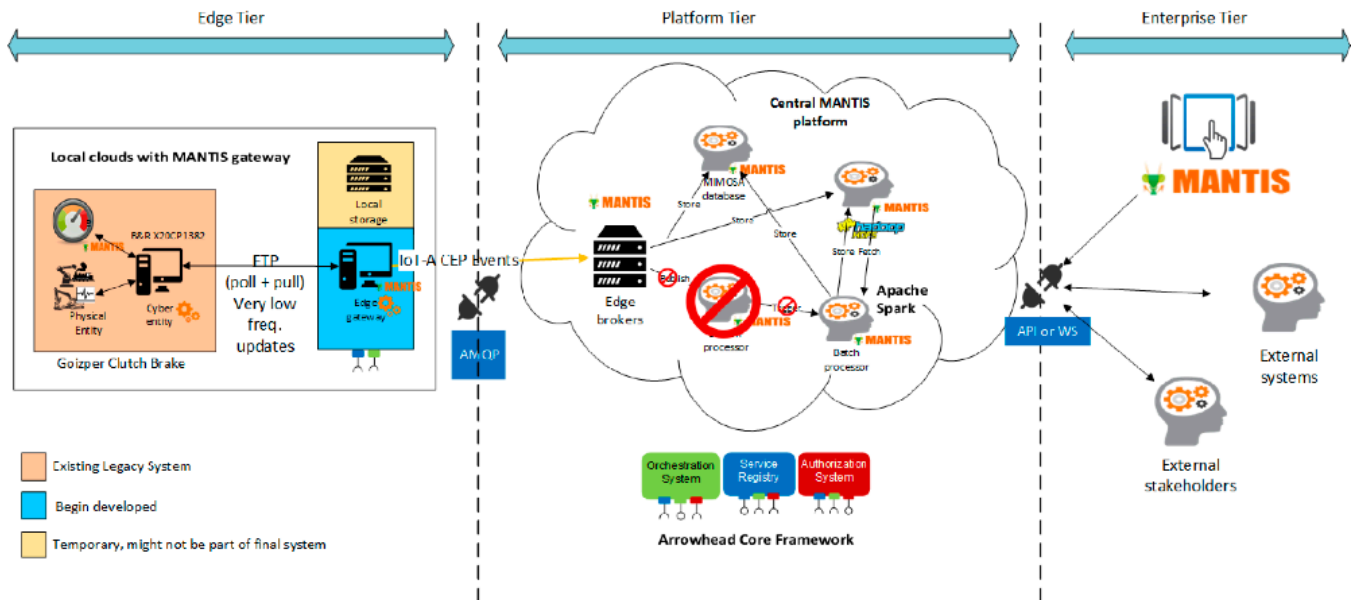 Edge Tier
Platform Tier
Enterprise Tier
Local clouds with MANTIS gateway
B&R X20CP1382
MANTIS
Physical
Entity
Cyber
entity
Goizper Clutch Brake
FTP
(poll + pull)
Very low
freq.
updates
Local
storage
MANTIS
Edge
gateway
IoT-A CEP Events
AMQP
Central MANTIS
platform
MANTIS
MIMOSA
database
MANTIS
Edge
brokers
Store
Store
Store
Publish
MANTIS
processor
MANTIS
hadoop
Store
Fetch
Apache
Spark
MANTIS
Batch
processor
API or WS
MANTIS
External
systems
External
stakeholders
Existing Legacy System
Begin developed
Temporary, might not be part of final system
Orchestration
System
Service
Registry
Authorization
System
Arrowhead Core Framework